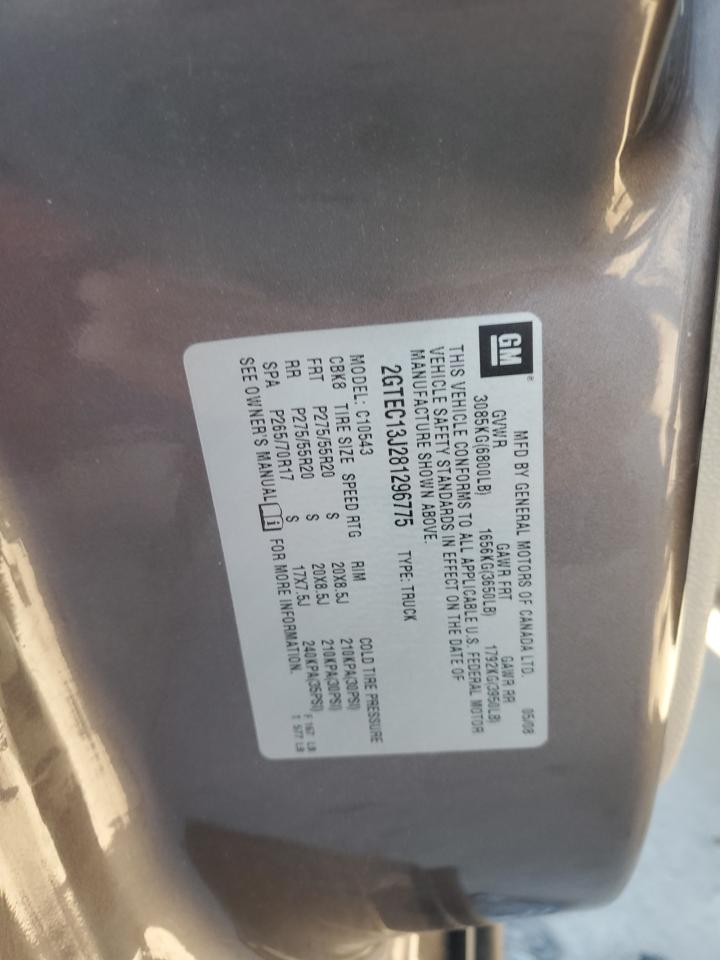 GM ®
MFD BY GENERAL MOTORS OF CANADA LTD. 05/08
GVWR GAWR FRT GAWR RR
3085KG(6800LB) 1656KG(3650LB) 1792KG(3950LB)
THIS VEHICLE CONFORMS TO ALL APPLICABLE U.S. FEDERAL MOTOR
VEHICLE SAFETY STANDARDS IN EFFECT ON THE DATE OF
MANUFACTURE SHOWN ABOVE.
2GTEC13J281296775 TYPE: TRUCK
MODEL: C10543
CBK8 TIRE SIZE SPEED RTG RIM COLD TIRE PRESSURE
FRT P275/55R20 S 20X8.5J 210KPA(30PSI)
RR P275/55R20 S 20X8.5J 210KPA(30PSI)
SPA P265/70R17 S 17X7.5J 240KPA(35PSI)
SEE OWNER'S MANUAL i FOR MORE INFORMATION.
F 167 LB
T 577 LB